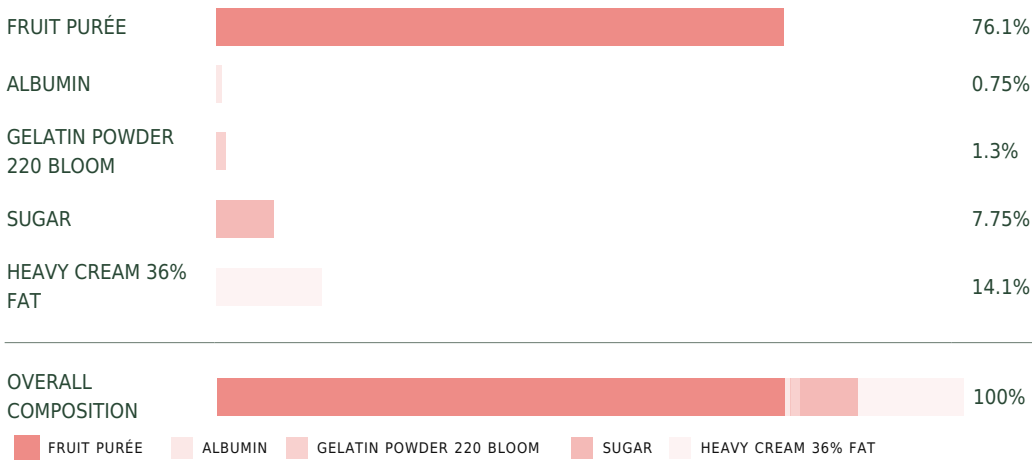 FRUIT PURÉE 76.1%
ALBUMIN 0.75%
GELATIN POWDER
220 BLOOM 1.3%
SUGAR 7.75%
HEAVY CREAM 36%
FAT 14.1%
OVERALL
COMPOSITION 100%
FRUIT PURÉE ALBUMIN GELATIN POWDER 220 BLOOM SUGAR HEAVY CREAM 36% FAT